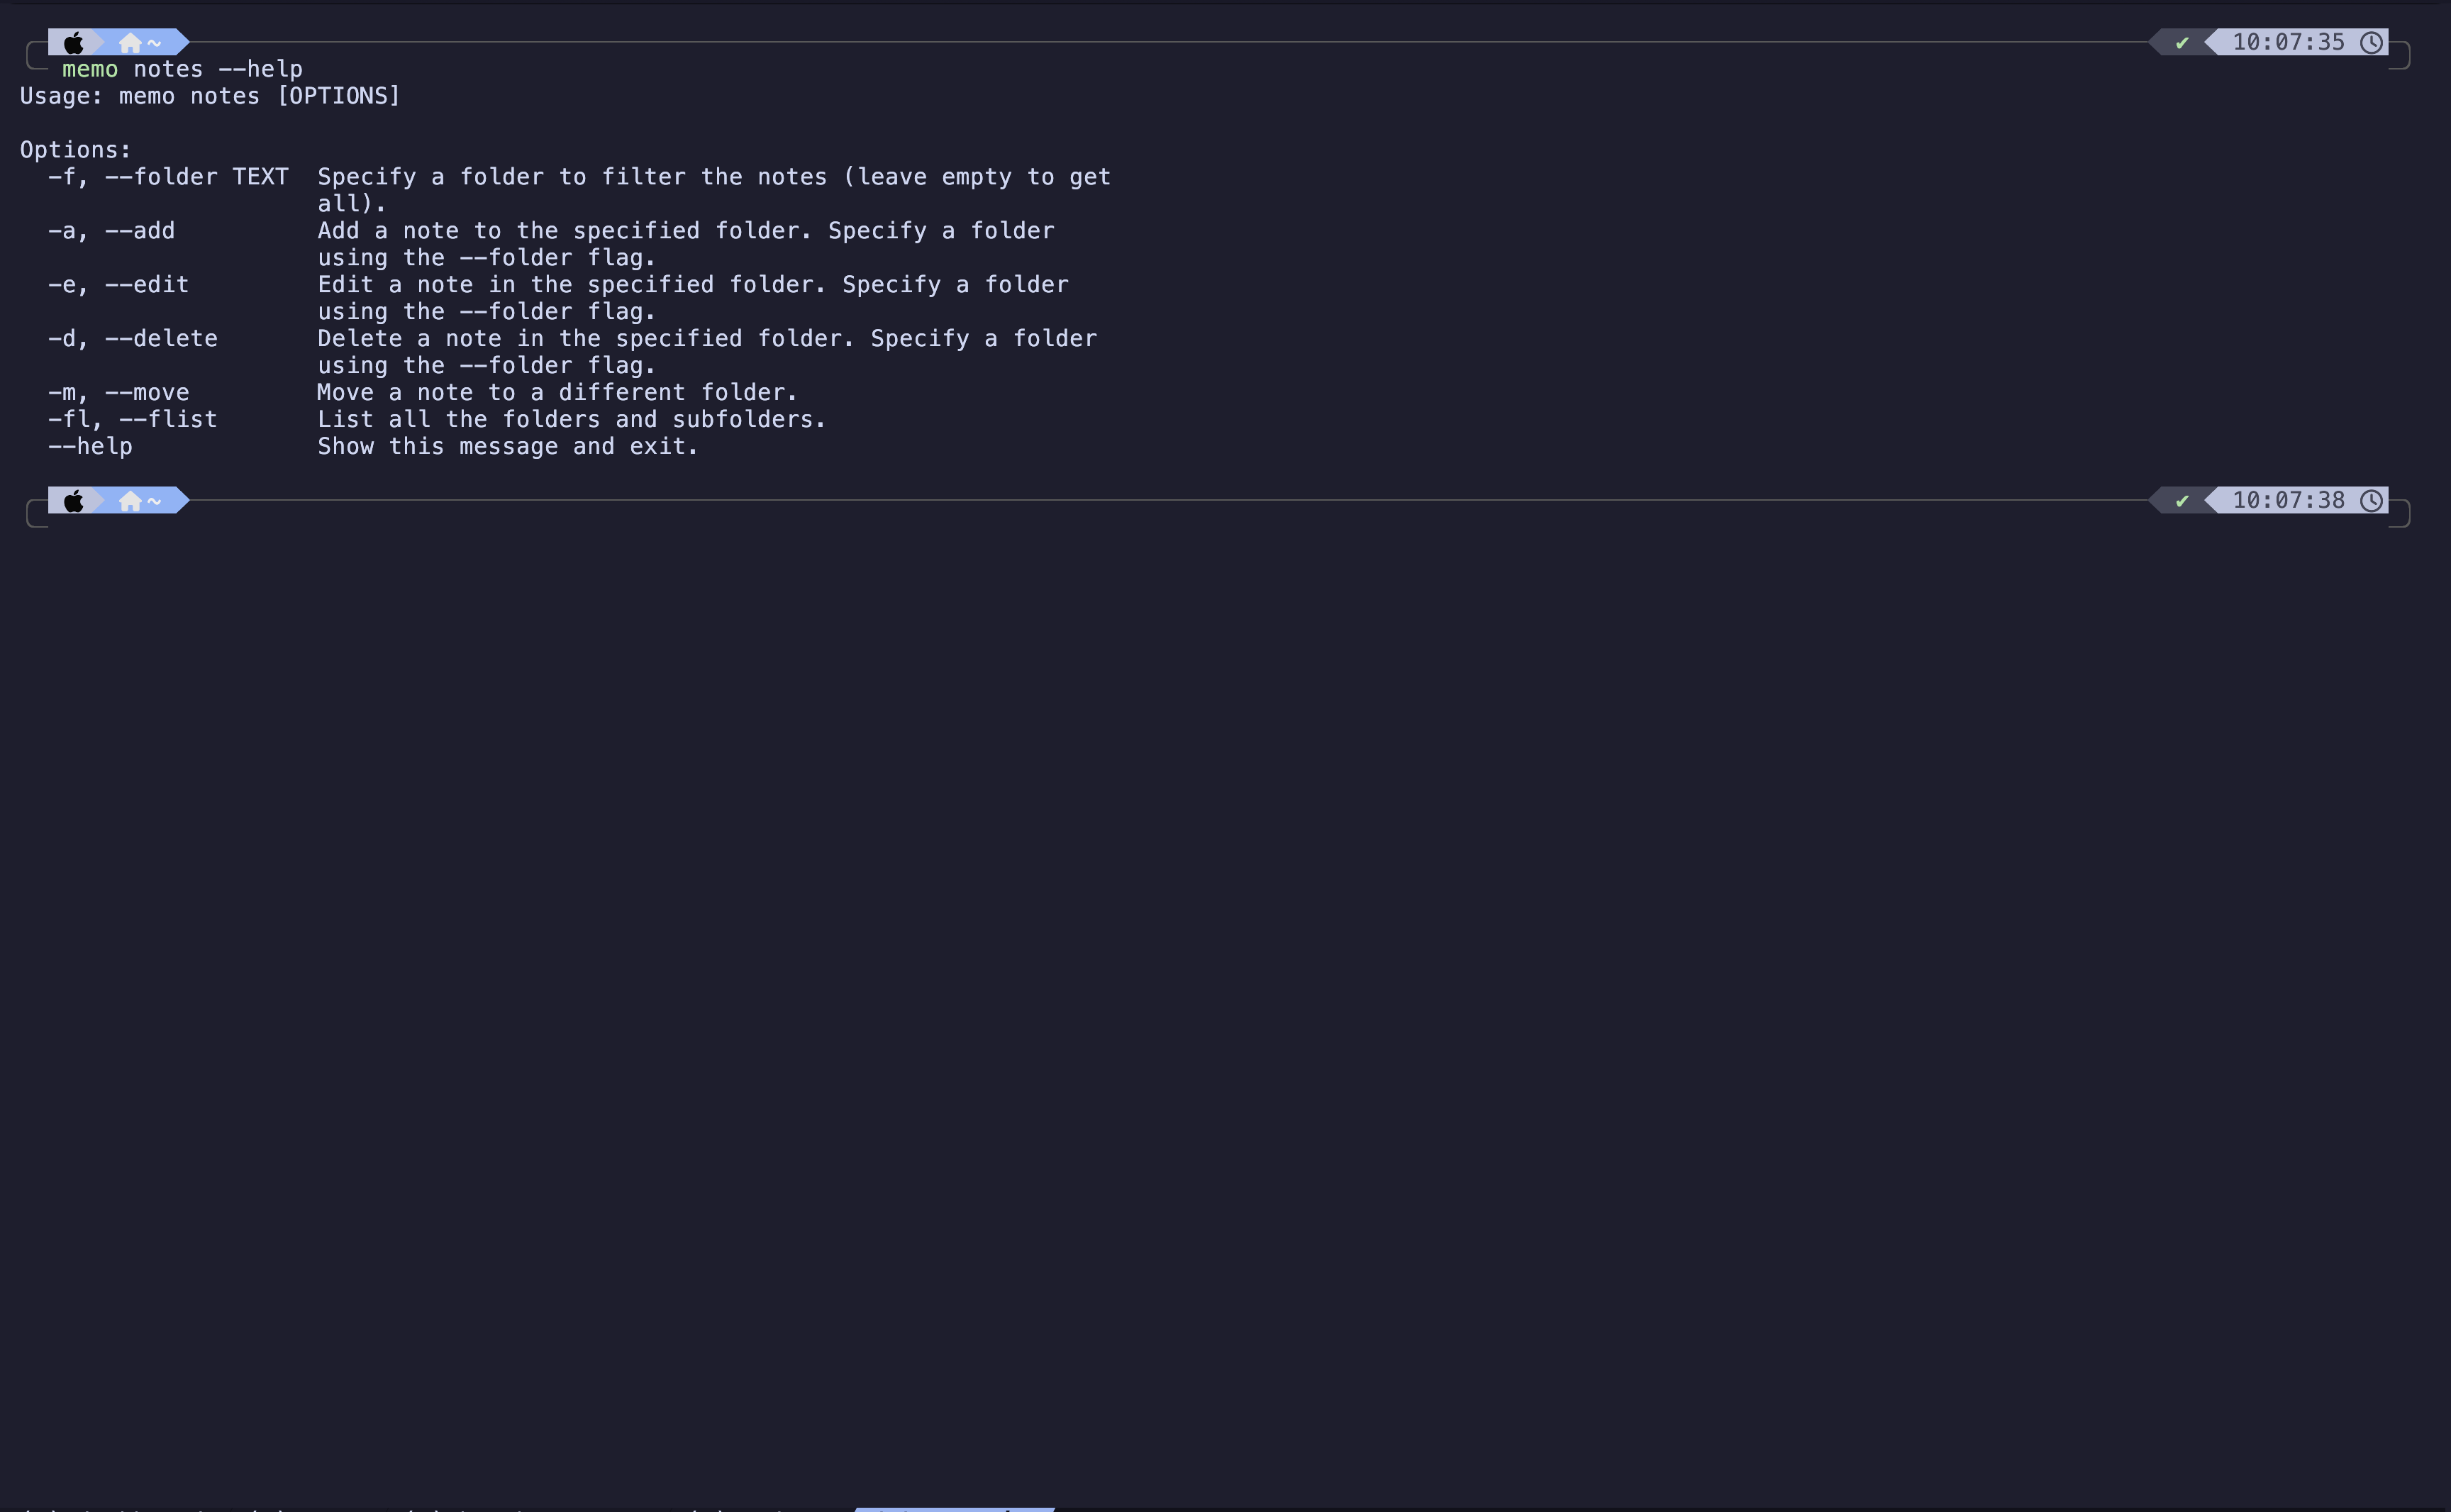 ~ ✔ 10:07:35
memo notes --help
Usage: memo notes [OPTIONS]
Options:
-f, --folder TEXT  Specify a folder to filter the notes (leave empty to get
all).
-a, --add          Add a note to the specified folder. Specify a folder
using the --folder flag.
-e, --edit         Edit a note in the specified folder. Specify a folder
using the --folder flag.
-d, --delete       Delete a note in the specified folder. Specify a folder
using the --folder flag.
-m, --move         Move a note to a different folder.
-fl, --flist       List all the folders and subfolders.
--help             Show this message and exit.
~ ✔ 10:07:38